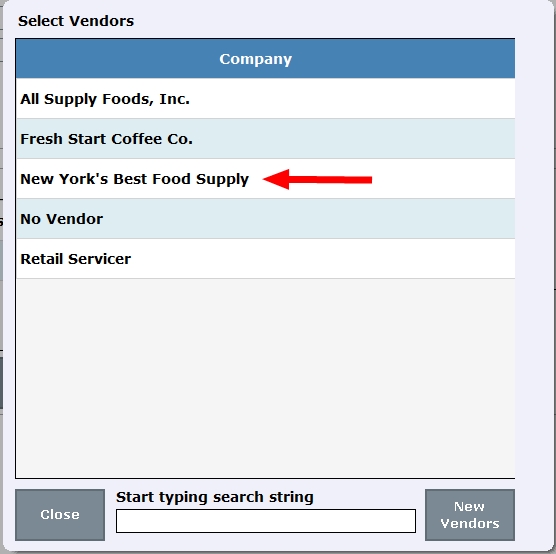 Select Vendors
Company
All Supply Foods, Inc.
Fresh Start Coffee Co.
New York's Best Food Supply
No Vendor
Retail Servicer
Start typing search string
Close
New
Vendors